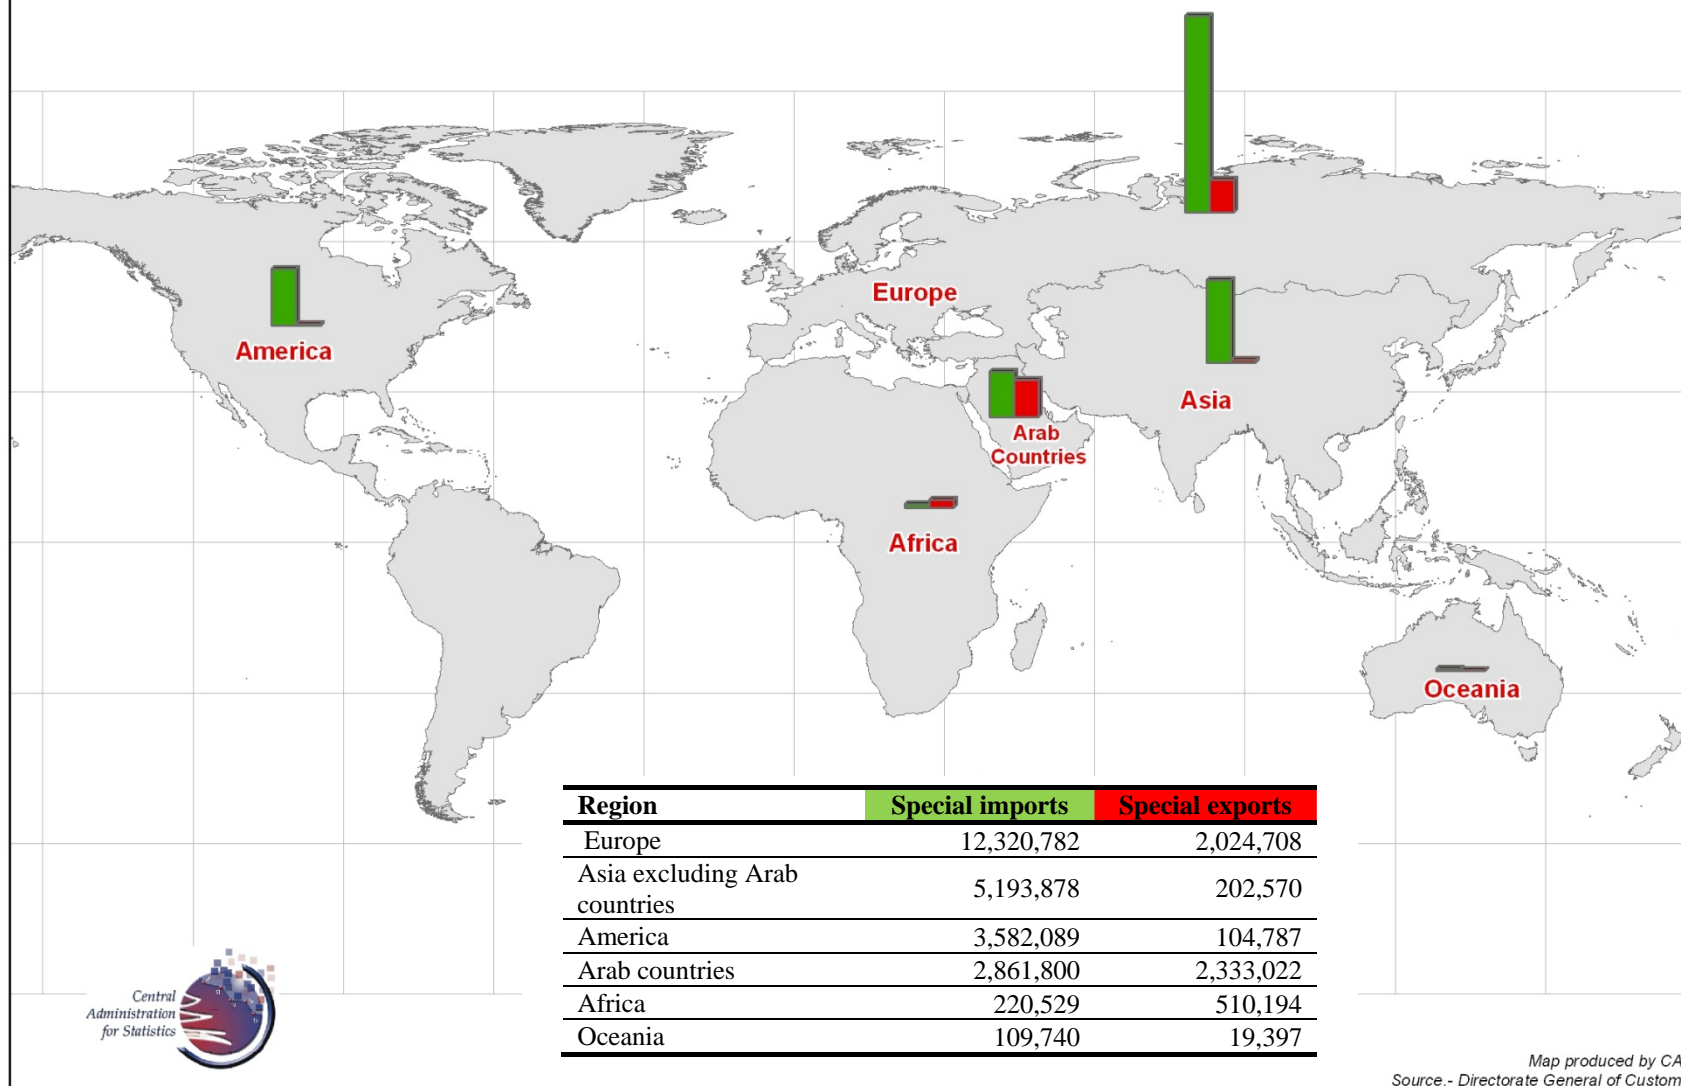 Europe
America
Asia
Arab
Countries
Africa
Oceania
Region Special imports Special exports
Europe 12,320,782 2,024,708
Asia excluding Arab
countries 5,193,878 202,570
America 3,582,089 104,787
Arab countries 2,861,800 2,333,022
Africa 220,529 510,194
Oceania 109,740 19,397
Central
Administration
for Statistics
Map produced by CA
Source.- Directorate General of Custom